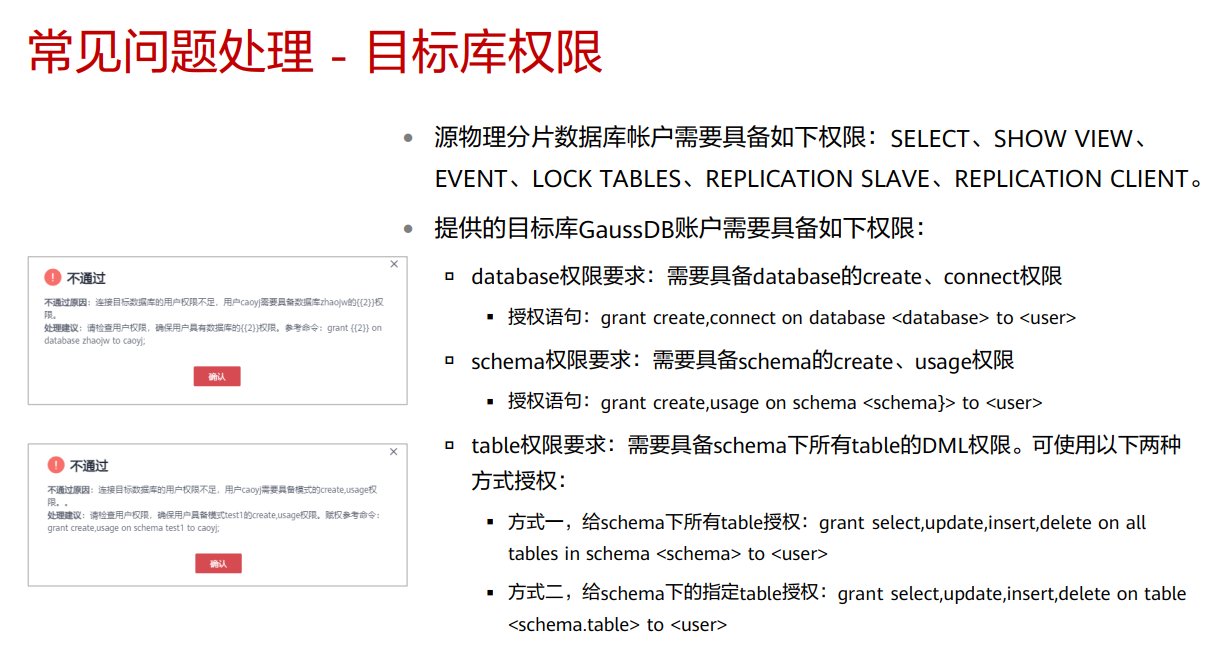 常见问题处理 - 目标库权限
源物理分片数据库帐户需要具备如下权限：SELECT、SHOW VIEW、
EVENT、LOCK TABLES、REPLICATION SLAVE、REPLICATION CLIENT。
提供的目标库GaussDB账户需要具备如下权限：
database权限要求：需要具备database的create、connect权限
授权语句：grant create,connect on database <database> to <user>
schema权限要求：需要具备schema的create、usage权限
授权语句：grant create,usage on schema <schema}> to <user>
table权限要求：需要具备schema下所有table的DML权限。可使用以下两种
方式授权：
方式一，给schema下所有table授权：grant select,update,insert,delete on all
tables in schema <schema> to <user>
方式二，给schema下的指定table授权：grant select,update,insert,delete on table
<schema.table> to <user>
不通过
不通过原因：连接目标数据库的用户权限不足，用户caoyj需要具备数据库zhaojw的{{2}}权
限。
处理建议：请检查用户权限，确保用户具有数据库的{{2}}权限。参考命令：grant {{2}} on
database zhaojw to caoyj;
确认
不通过
不通过原因：连接目标数据库的用户权限不足，用户caoyj需要具备模式的create,usage权
限。。
处理建议：请检查用户权限，确保用户具备模式test1的create,usage权限。赋权参考命令：
grant create,usage on schema test1 to caoyj;
确认